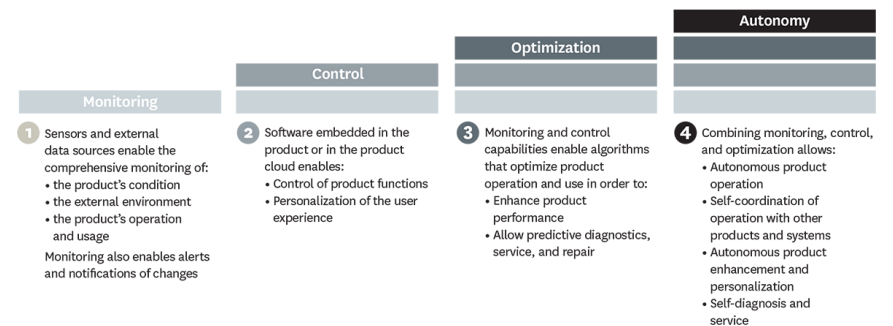 Monitoring
1
Sensors and external
data sources enable the
comprehensive monitoring of:
• the product's condition
• the external environment
• the product's operation
and usage
Monitoring also enables alerts
and notifications of changes
Control
2
Software embedded in the
product or in the product
cloud enables:
• Control of product functions
• Personalization of the user
experience
Optimization
3
Monitoring and control
capabilities enable algorithms
that optimize product
operation and use in order to:
• Enhance product
performance
• Allow predictive diagnostics,
service, and repair
Autonomy
4
Combining monitoring, control,
and optimization allows:
• Autonomous product
operation
• Self-coordination of
operation with other
products and systems
• Autonomous product
enhancement and
personalization
• Self-diagnosis and
service